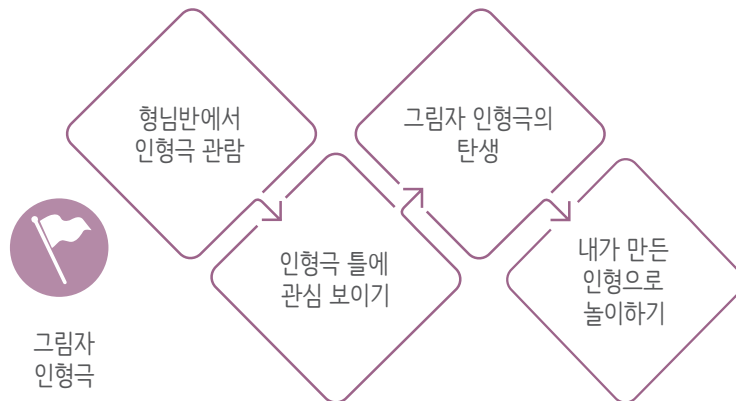 그림자
인형극
형님반에서
인형극 관람
인형극 틀에
관심 보이기
그림자 인형극의
탄생
내가 만든
인형으로
놀이하기